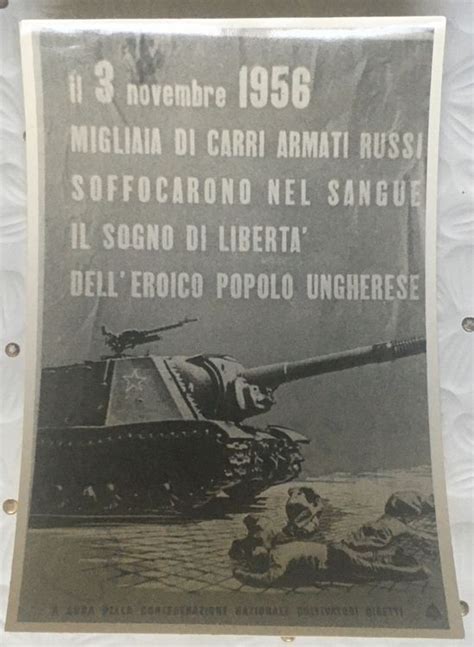 il 3 novembre 1956
MIGLIAIA DI CARRI ARMATI RUSSI
SOFFOCARONO NEL SANGUE
IL SOGNO DI LIBERTA'
DELL'EROICO POPOLO UNGHERESE
A CURA DELLA CONFEDERAZIONE NAZIONALE COLTIVATORI DIRETTI